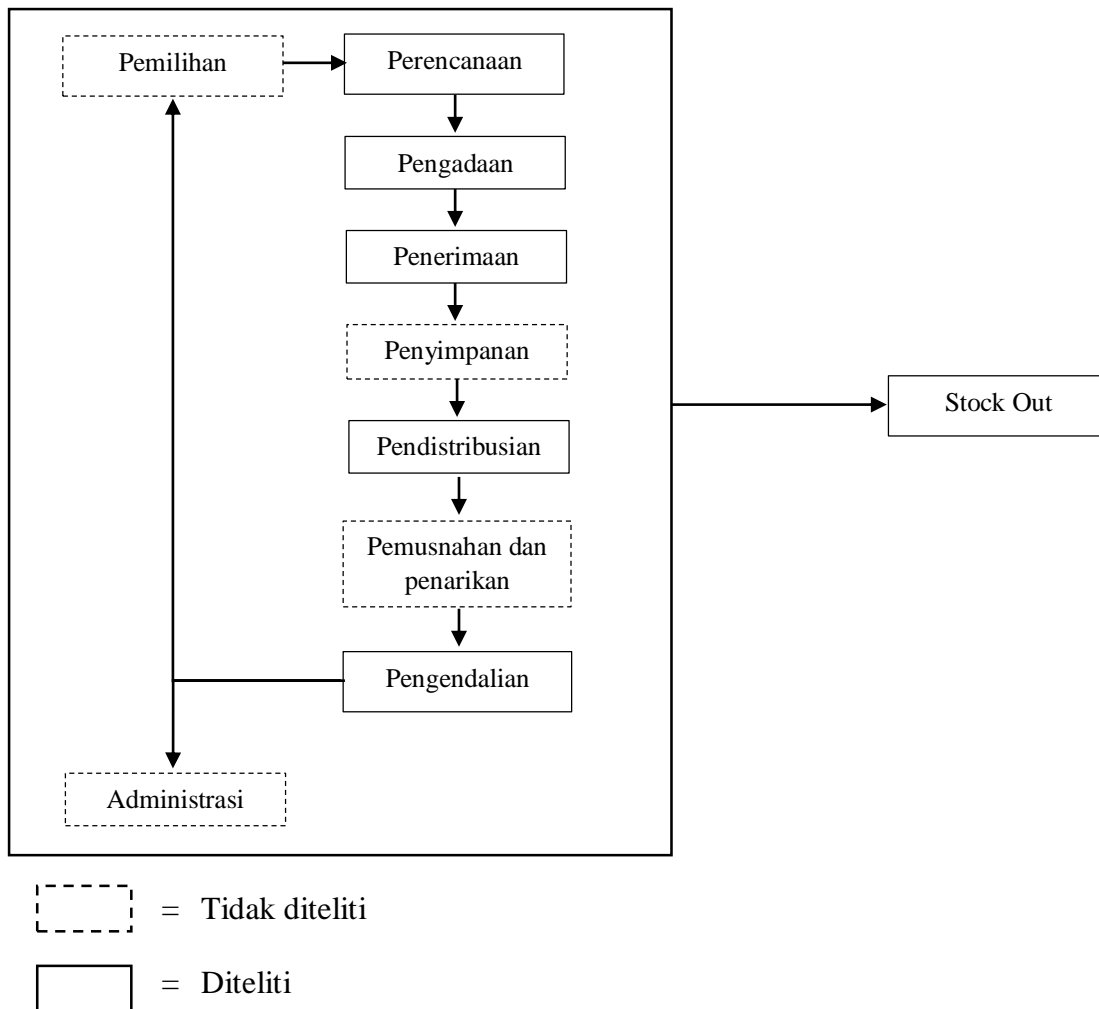 Pemilihan
Perencanaan
Pengadaan
Penerimaan
Penyimpanan
Pendistribusian
Pemusnahan dan
penarikan
Pengendalian
Administrasi
Stock Out
= Tidak diteliti
= Diteliti